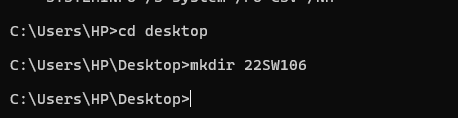 C:\Users\HP>cd desktop
C:\Users\HP\Desktop>mkdir 22SW106
C:\Users\HP\Desktop>